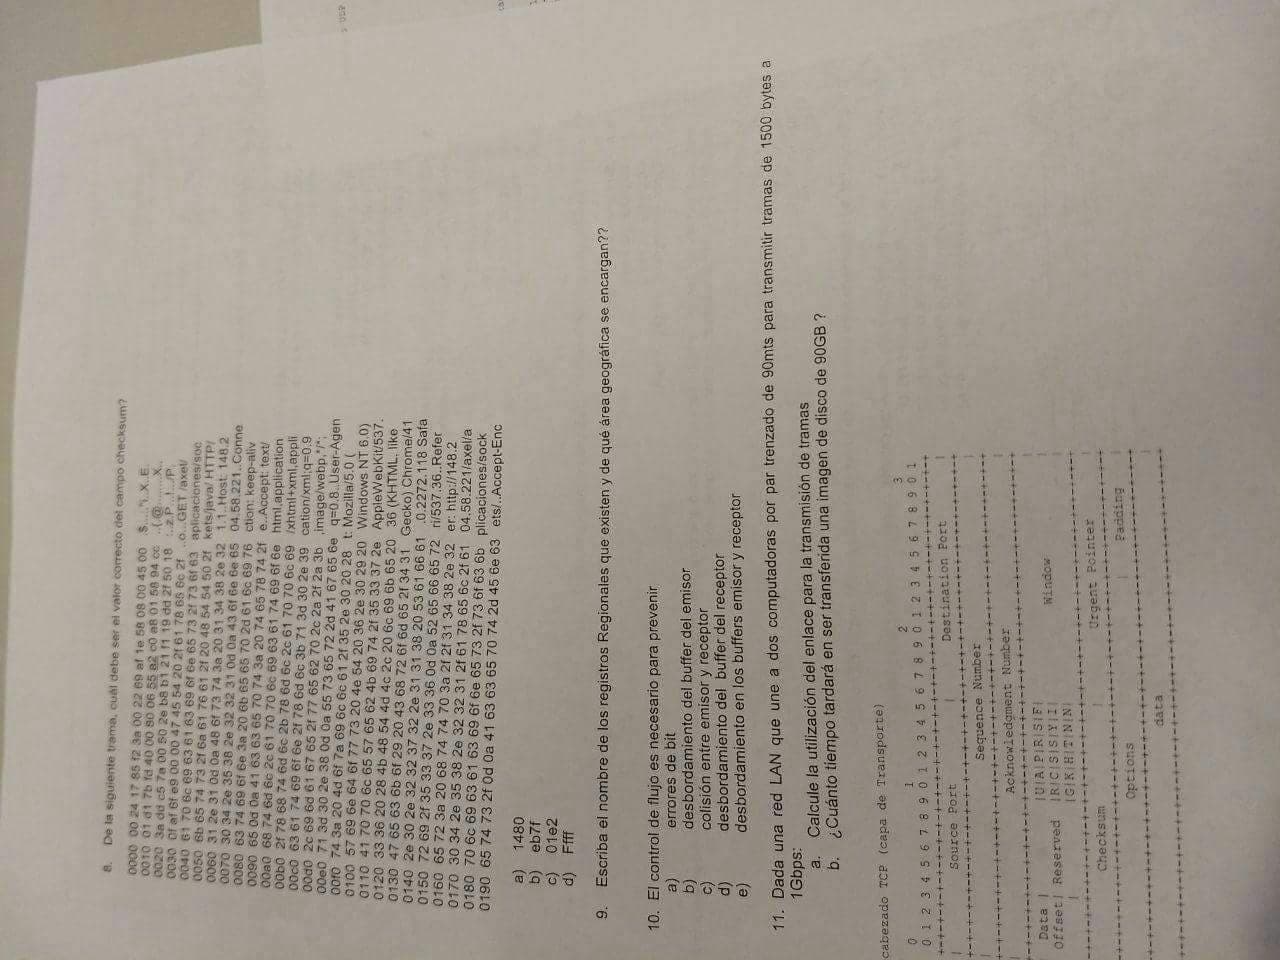 8. De la siguiente trama, cuál debe ser el valor correcto del campo checksum?
0000 00 24 17 85 f2 3a 00 22 69 af 1e 58 08 00 45 00 .$.....:."i..X..E.
0010 01 d1 7b fd 40 00 80 06 55 82 c0 a8 01 58 94 cc ..{.@...........X..
0020 3a dd c5 7a 00 50 2e b8 b1 21 f1 19 dd 2f 50 18 :..z.P...!.../P.
0030 0f af 6f e9 00 00 47 45 54 20 2f 61 78 65 6c 2f ..o...GET /axel/
0040 61 70 6c 69 63 61 63 69 6f 6e 65 73 2f 73 6f 63 aplicaciones/soc
0050 6b 65 74 73 2f 6a 61 76 61 2f 20 48 54 54 50 2f kets/java/ HTTP/
0060 31 2e 31 0d 0a 48 6f 73 74 3a 20 31 34 38 2e 32 1.1..Host: 148.2
0070 30 34 2e 35 38 2e 32 32 31 0d 0a 43 6f 6e 6e 65 04.58.221..Conne
0080 63 74 69 6f 6e 3a 20 6b 65 65 70 2d 61 6c 69 76 ction: keep-aliv
0090 65 0d 0a 41 63 63 65 70 74 3a 20 74 65 78 74 2f e..Accept: text/
00a0 68 74 6d 6c 2c 61 70 70 6c 69 63 61 74 69 6f 6e html,application
00b0 2f 78 68 74 6d 6c 2b 78 6d 6c 2c 61 70 70 6c 69 /xhtml+xml,appli
00c0 63 61 74 69 6f 6e 2f 78 6d 6c 3b 71 3d 30 2e 39 cation/xml;q=0.9
00d0 2c 69 6d 61 67 65 2f 77 65 62 70 2c 2a 2f 2a 3b ,image/webp,*/*;
00e0 71 3d 30 2e 38 0d 0a 55 73 65 72 2d 41 67 65 6e q=0.8..User-Agen
00f0 74 3a 20 4d 6f 7a 69 6c 6c 61 2f 35 2e 30 20 28 t: Mozilla/5.0 (
0100 57 69 6e 64 6f 77 73 20 4e 54 20 36 2e 30 29 20 Windows NT 6.0)
0110 41 70 70 6c 65 57 65 62 4b 69 74 2f 35 33 37 2e AppleWebKit/537.
0120 33 36 20 28 4b 48 54 4d 4c 2c 20 6c 69 6b 65 20 36 (KHTML, like
0130 47 65 63 6b 6f 29 20 43 68 72 6f 6d 65 2f 34 31 Gecko) Chrome/41
0140 2e 30 2e 32 32 37 32 2e 31 31 38 20 53 61 66 61 .0.2272.118 Safa
0150 72 69 2f 35 33 37 2e 33 36 0d 0a 52 65 66 65 72 ri/537.36..Refer
0160 65 72 3a 20 68 74 74 70 3a 2f 2f 31 34 38 2e 32 er: http://148.2
0170 30 34 2e 35 38 2e 32 32 31 2f 61 78 65 6c 2f 61 04.58.221/axel/a
0180 70 6c 69 63 61 63 69 6f 6e 65 73 2f 73 6f 63 6b plicaciones/sock
0190 65 74 73 2f 0d 0a 41 63 63 65 70 74 2d 45 6e 63 ets/..Accept-Enc
a) 1480
b) eb7f
c) 01e2
d) Ffff
9. Escriba el nombre de los registros Regionales que existen y de qué área geográfica se encargan??
10. El control de flujo es necesario para prevenir
a) errores de bit
b) desbordamiento del buffer del emisor
c) colisión entre emisor y receptor
d) desbordamiento del buffer del receptor
e) desbordamiento en los buffers emisor y receptor
11. Dada una red LAN que une a dos computadoras por par trenzado de 90mts para transmitir tramas de 1500 bytes a
1Gbps:
a. Calcule la utilización del enlace para la transmisión de tramas
b. ¿Cuánto tiempo tardará en ser transferida una imagen de disco de 90GB ?
cabezado TCP (capa de Transporte)
0 1 2 3
0 1 2 3 4 5 6 7 8 9 0 1 2 3 4 5 6 7 8 9 0 1 2 3 4 5 6 7 8 9 0 1
+-+-+-+-+-+-+-+-+-+-+-+-+-+-+-+-+-+-+-+-+-+-+-+-+-+-+-+-+-+-+-+-+
| Source Port | Destination Port |
+-+-+-+-+-+-+-+-+-+-+-+-+-+-+-+-+-+-+-+-+-+-+-+-+-+-+-+-+-+-+-+-+
| Sequence Number |
+-+-+-+-+-+-+-+-+-+-+-+-+-+-+-+-+-+-+-+-+-+-+-+-+-+-+-+-+-+-+-+-+
| Acknowledgment Number |
+-+-+-+-+-+-+-+-+-+-+-+-+-+-+-+-+-+-+-+-+-+-+-+-+-+-+-+-+-+-+-+-+
| Data | |U|A|P|R|S|F| |
| Offset| Reserved |R|C|S|S|Y|I| Window |
| | |G|K|H|T|N|N| |
+-+-+-+-+-+-+-+-+-+-+-+-+-+-+-+-+-+-+-+-+-+-+-+-+-+-+-+-+-+-+-+-+
| Checksum | Urgent Pointer |
+-+-+-+-+-+-+-+-+-+-+-+-+-+-+-+-+-+-+-+-+-+-+-+-+-+-+-+-+-+-+-+-+
| Options | Padding |
+-+-+-+-+-+-+-+-+-+-+-+-+-+-+-+-+-+-+-+-+-+-+-+-+-+-+-+-+-+-+-+-+
| data |
+-+-+-+-+-+-+-+-+-+-+-+-+-+-+-+-+-+-+-+-+-+-+-+-+-+-+-+-+-+-+-+-+